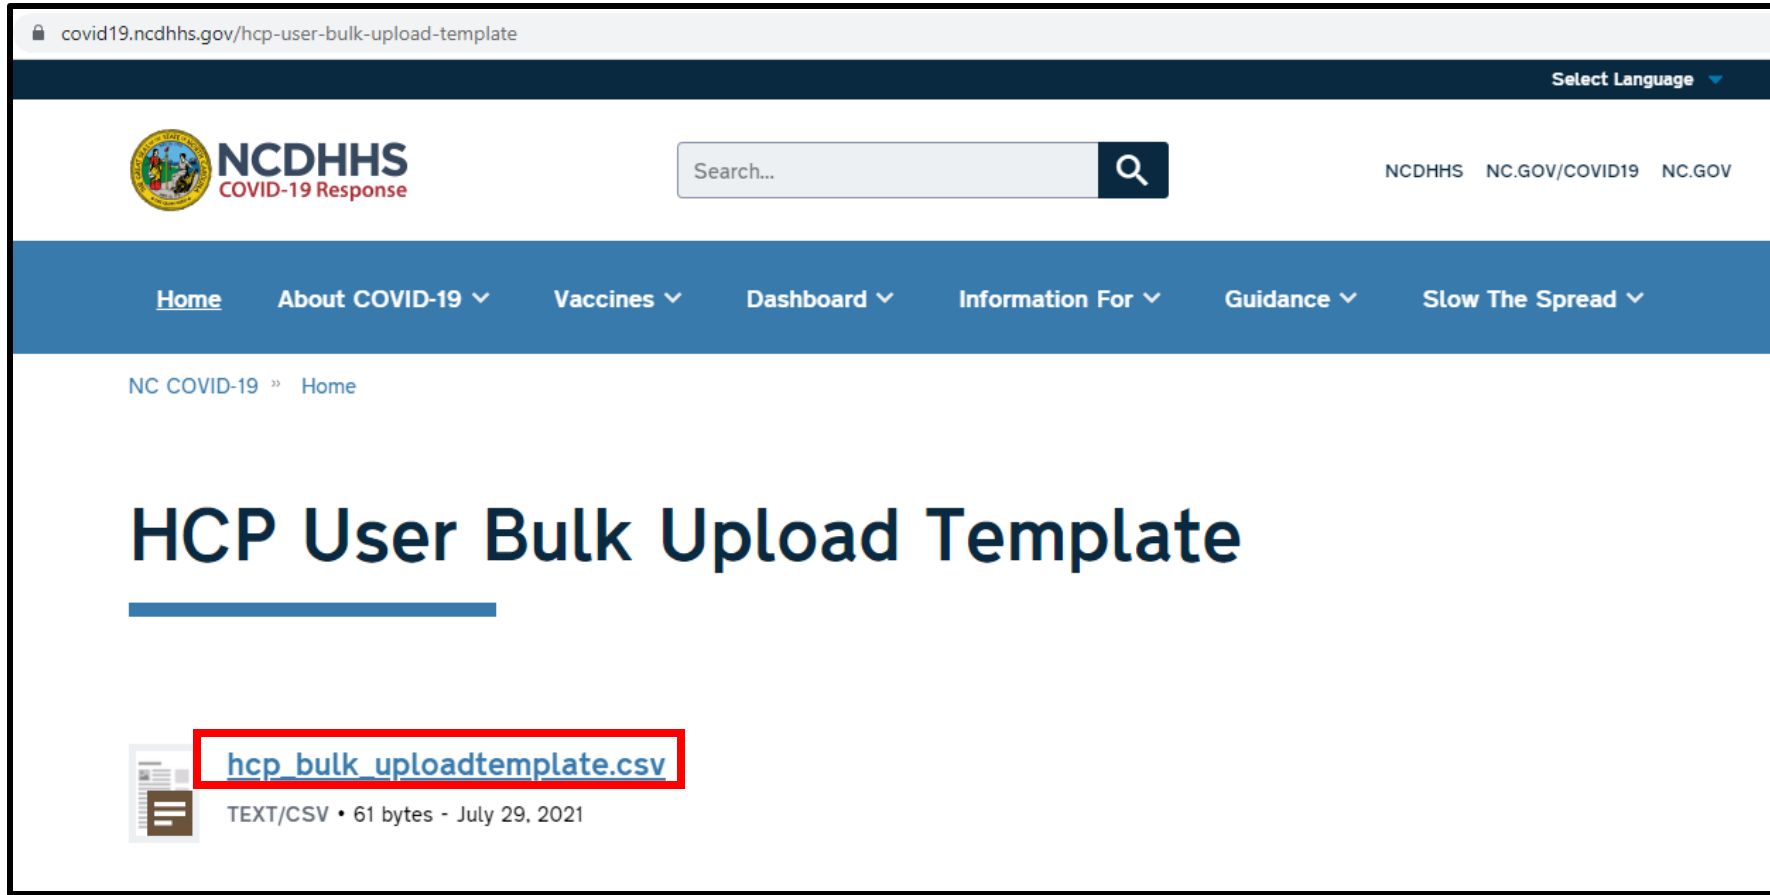 covid19.ncdhhs.gov/hcp-user-bulk-upload-template
Select Language
NCDHHS
COVID-19 Response
Search...
NCDHHS NC.GOV/COVID19 NC.GOV
Home About COVID-19 Vaccines Dashboard Information For Guidance Slow The Spread
NC COVID-19 » Home
HCP User Bulk Upload Template
hcp_bulk_uploadtemplate.csv
TEXT/CSV • 61 bytes - July 29, 2021